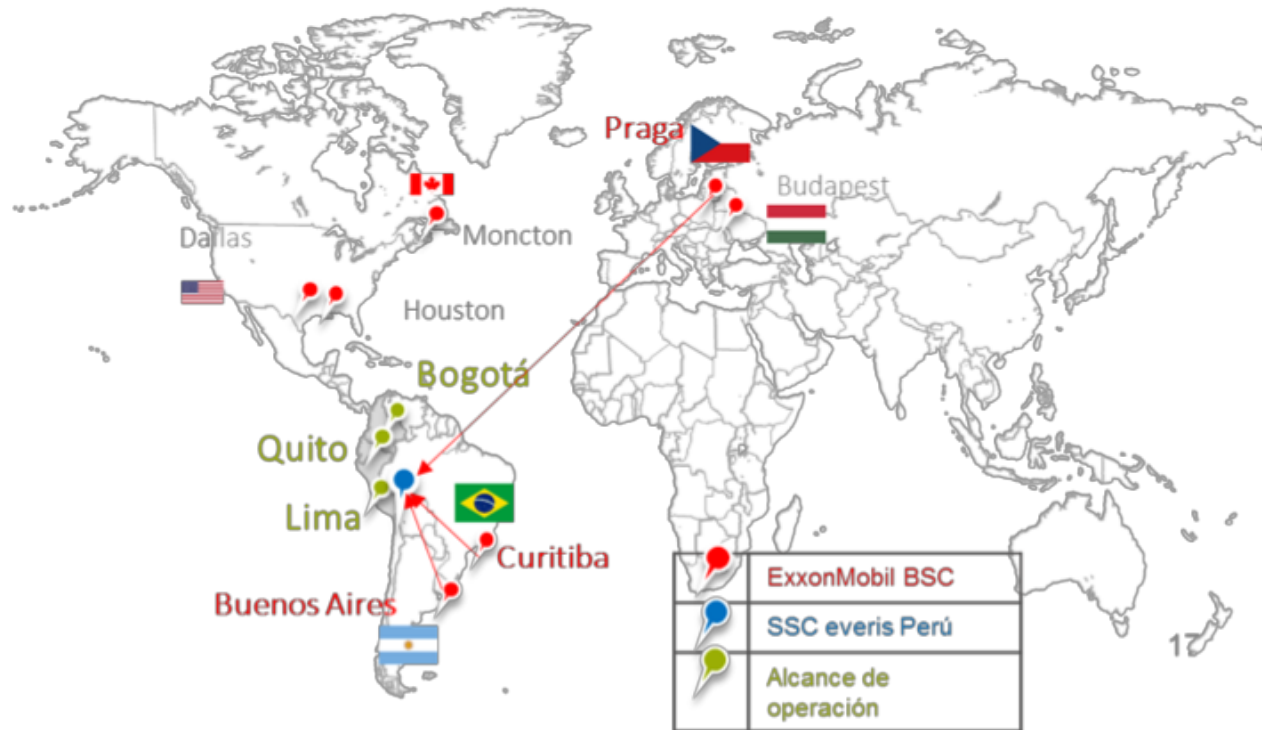 Praga
Budapest
Dallas
Moncton
Houston
Bogotá
Quito
Lima
Curitiba
Buenos Aires
ExxonMobil BSC
SSC everis Perú
Alcance de
operación
17